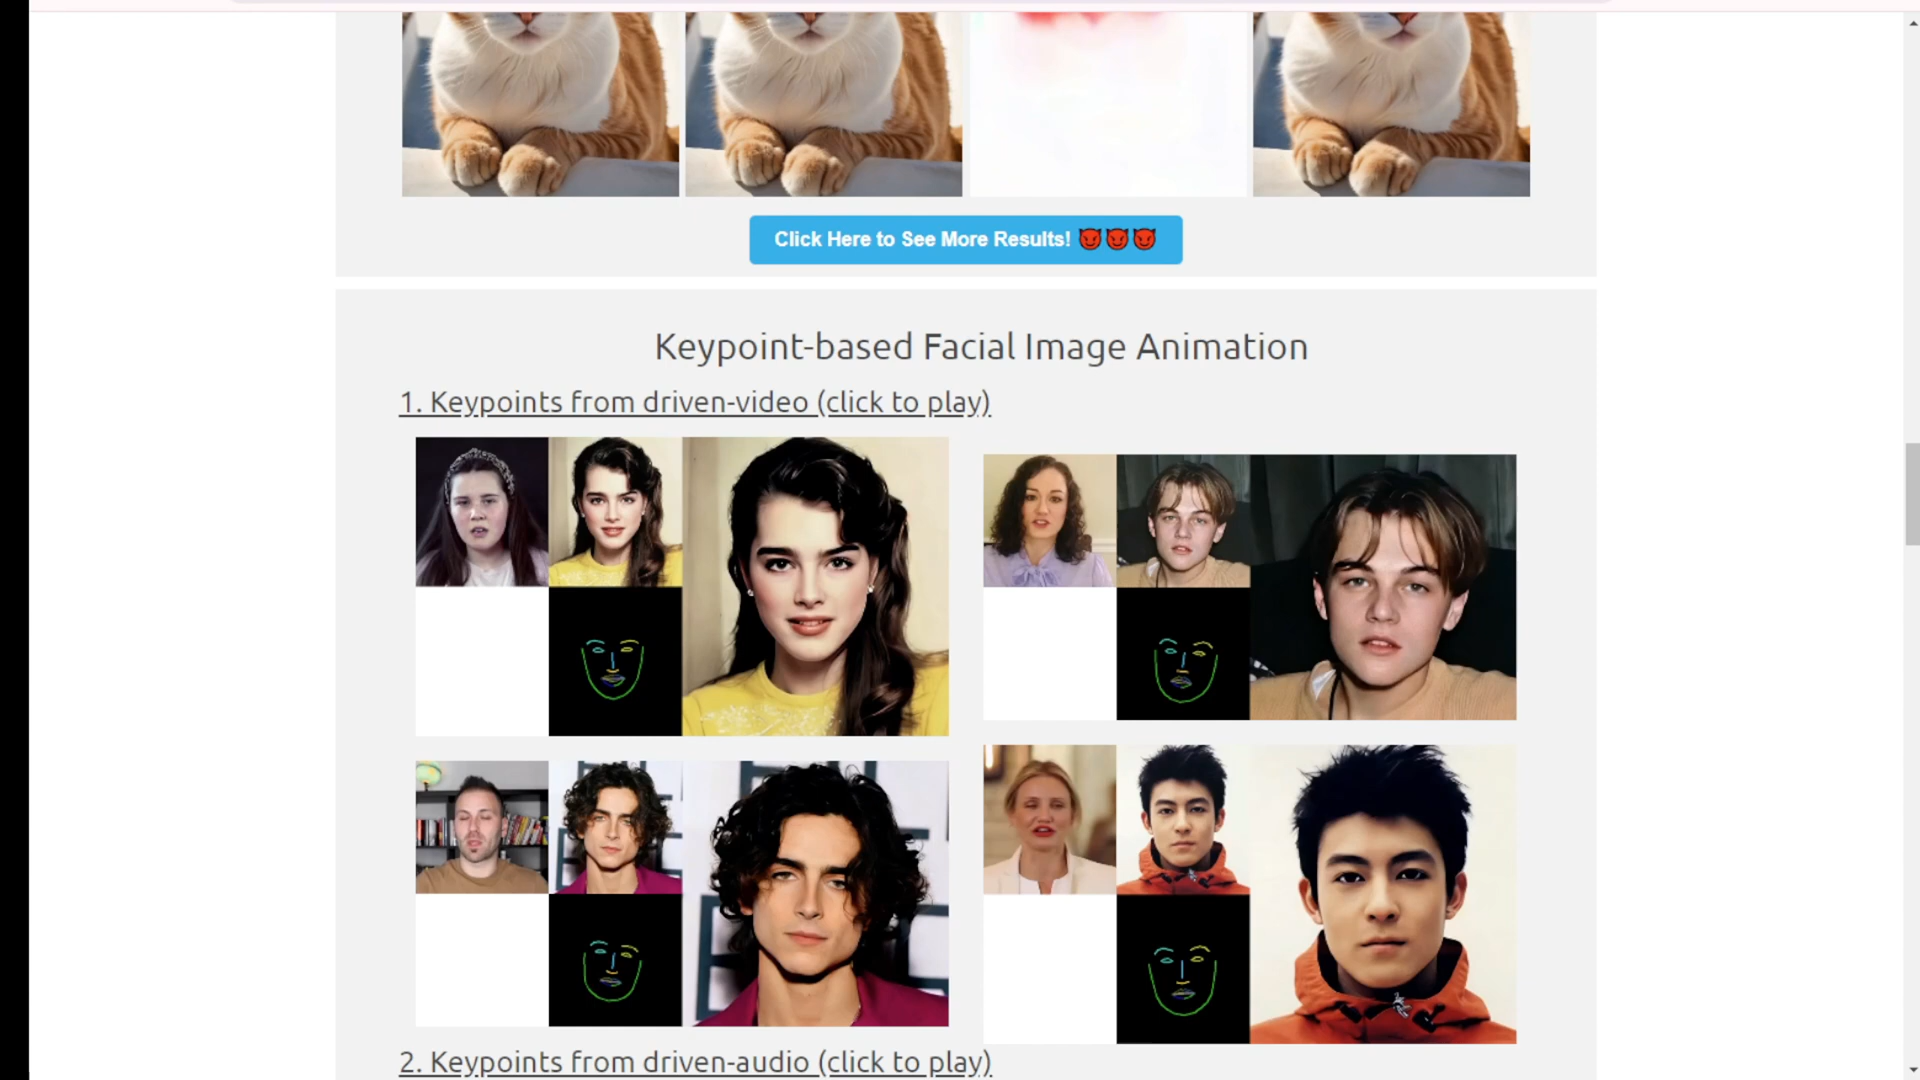 Click Here to See More Results! 😈😈😈
Keypoint-based Facial Image Animation
1. Keypoints from driven-video (click to play)
2. Keypoints from driven-audio (click to play)